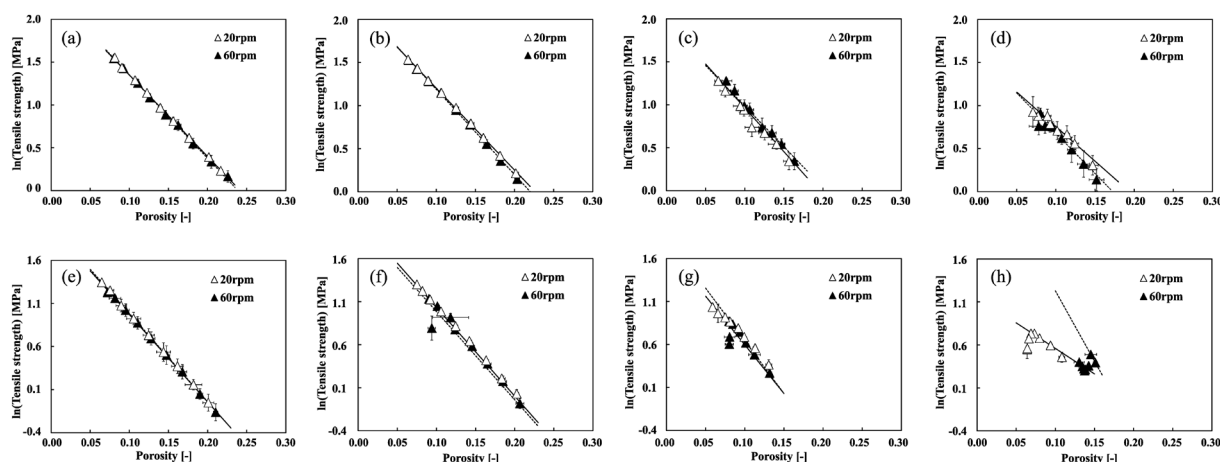 (a)
△ 20rpm
▲ 60rpm
ln(Tensile strength) [MPa]
2.0
1.5
1.0
0.5
0.0
0.00 0.05 0.10 0.15 0.20 0.25 0.30
Porosity [-]
(b)
△ 20rpm
▲ 60rpm
ln(Tensile strength) [MPa]
2.0
1.5
1.0
0.5
0.0
0.00 0.05 0.10 0.15 0.20 0.25 0.30
Porosity [-]
(c)
△ 20rpm
▲ 60rpm
ln(Tensile strength) [MPa]
2.0
1.5
1.0
0.5
0.0
0.00 0.05 0.10 0.15 0.20 0.25 0.30
Porosity [-]
(d)
△ 20rpm
▲ 60rpm
ln(Tensile strength) [MPa]
2.0
1.5
1.0
0.5
0.0
0.00 0.05 0.10 0.15 0.20 0.25 0.30
Porosity [-]
(e)
△ 20rpm
▲ 60rpm
ln(Tensile strength) [MPa]
1.6
1.1
0.6
0.1
-0.4
0.00 0.05 0.10 0.15 0.20 0.25 0.30
Porosity [-]
(f)
△ 20rpm
▲ 60rpm
ln(Tensile strength) [MPa]
1.6
1.1
0.6
0.1
-0.4
0.00 0.05 0.10 0.15 0.20 0.25 0.30
Porosity [-]
(g)
△ 20rpm
▲ 60rpm
ln(Tensile strength) [MPa]
1.6
1.1
0.6
0.1
-0.4
0.00 0.05 0.10 0.15 0.20 0.25 0.30
Porosity [-]
(h)
△ 20rpm
▲ 60rpm
ln(Tensile strength) [MPa]
1.6
1.1
0.6
0.1
-0.4
0.00 0.05 0.10 0.15 0.20 0.25 0.30
Porosity [-]